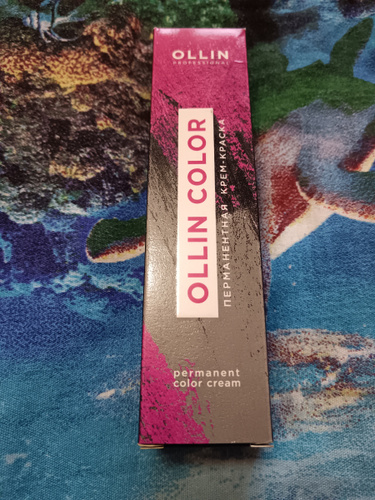 OLLIN
PROFESSIONAL
OLLIN COLOR
ПЕРМАНЕНТНАЯ КРЕМ-КРАСКА
permanent
color cream